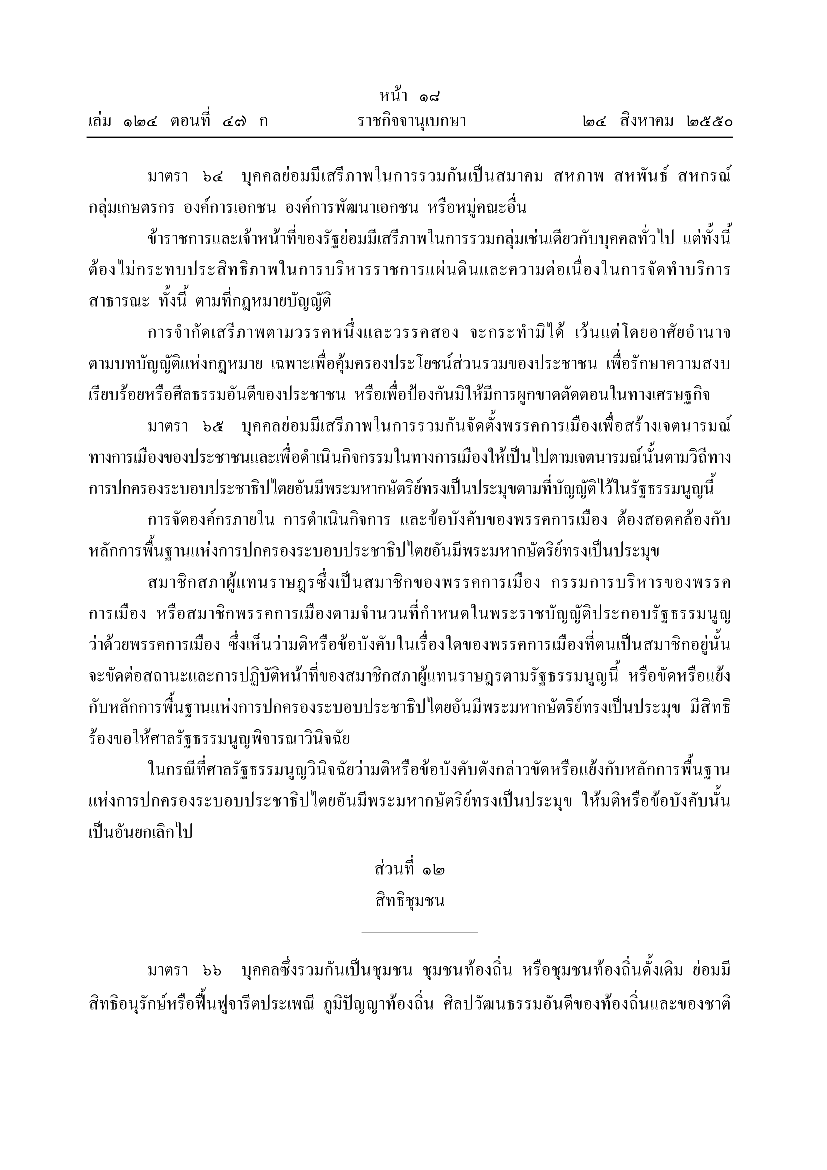 หน้า ๑๘
เล่ม ๑๒๔ ตอนที่ ๔๗ ก ราชกิจจานุเบกษา ๒๔ สิงหาคม ๒๕๕๐
มาตรา ๖๔ บุคคลย่อมมีเสรีภาพในการรวมกันเป็นสมาคม สหภาพ สหพันธ์ สหกรณ์
กลุ่มเกษตรกร องค์การเอกชน องค์การพัฒนาเอกชน หรือหมู่คณะอื่น
ข้าราชการและเจ้าหน้าที่ของรัฐย่อมมีเสรีภาพในการรวมกลุ่มเช่นเดียวกับบุคคลทั่วไป แต่ทั้งนี้
ต้องไม่กระทบประสิทธิภาพในการบริหารราชการแผ่นดินและความต่อเนื่องในการจัดทำบริการ
สาธารณะ ทั้งนี้ ตามที่กฎหมายบัญญัติ
การจำกัดเสรีภาพตามวรรคหนึ่งและวรรคสอง จะกระทำมิได้ เว้นแต่โดยอาศัยอำนาจ
ตามบทบัญญัติแห่งกฎหมาย เฉพาะเพื่อคุ้มครองประโยชน์ส่วนรวมของประชาชน เพื่อรักษาความสงบ
เรียบร้อยหรือศีลธรรมอันดีของประชาชน หรือเพื่อป้องกันมิให้มีการผูกขาดตัดตอนในทางเศรษฐกิจ
มาตรา ๖๕ บุคคลย่อมมีเสรีภาพในการรวมกันจัดตั้งพรรคการเมืองเพื่อสร้างเจตนารมณ์
ทางการเมืองของประชาชนและเพื่อดำเนินกิจกรรมในทางการเมืองให้เป็นไปตามเจตนารมณ์นั้นตามวิถีทาง
การปกครองระบอบประชาธิปไตยอันมีพระมหากษัตริย์ทรงเป็นประมุขตามที่บัญญัติไว้ในรัฐธรรมนูญนี้
การจัดองค์กรภายใน การดำเนินกิจการ และข้อบังคับของพรรคการเมือง ต้องสอดคล้องกับ
หลักการพื้นฐานแห่งการปกครองระบอบประชาธิปไตยอันมีพระมหากษัตริย์ทรงเป็นประมุข
สมาชิกสภาผู้แทนราษฎรซึ่งเป็นสมาชิกของพรรคการเมือง กรรมการบริหารของพรรค
การเมือง หรือสมาชิกพรรคการเมืองตามจำนวนที่กำหนดในพระราชบัญญัติประกอบรัฐธรรมนูญ
ว่าด้วยพรรคการเมือง ซึ่งเห็นว่ามติหรือข้อบังคับในเรื่องใดของพรรคการเมืองที่ตนเป็นสมาชิกอยู่นั้น
จะขัดต่อสถานะและการปฏิบัติหน้าที่ของสมาชิกสภาผู้แทนราษฎรตามรัฐธรรมนูญนี้ หรือขัดหรือแย้ง
กับหลักการพื้นฐานแห่งการปกครองระบอบประชาธิปไตยอันมีพระมหากษัตริย์ทรงเป็นประมุข มีสิทธิ
ร้องขอให้ศาลรัฐธรรมนูญพิจารณาวินิจฉัย
ในกรณีที่ศาลรัฐธรรมนูญวินิจฉัยว่ามติหรือข้อบังคับดังกล่าวขัดหรือแย้งกับหลักการพื้นฐาน
แห่งการปกครองระบอบประชาธิปไตยอันมีพระมหากษัตริย์ทรงเป็นประมุข ให้มติหรือข้อบังคับนั้น
เป็นอันยกเลิกไป
ส่วนที่ ๑๒
สิทธิชุมชน
มาตรา ๖๖ บุคคลซึ่งรวมกันเป็นชุมชน ชุมชนท้องถิ่น หรือชุมชนท้องถิ่นดั้งเดิม ย่อมมี
สิทธิอนุรักษ์หรือฟื้นฟูจารีตประเพณี ภูมิปัญญาท้องถิ่น ศิลปวัฒนธรรมอันดีของท้องถิ่นและของชาติ